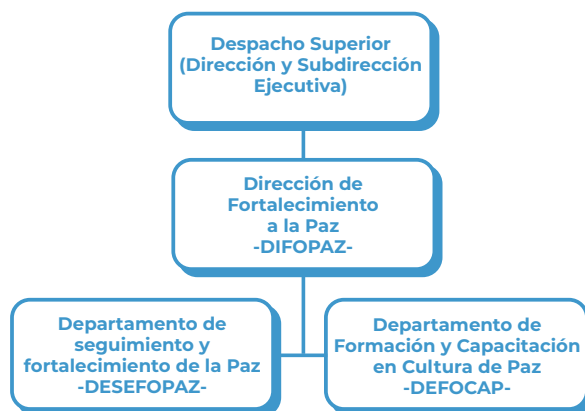 Despacho Superior
(Dirección y Subdirección
Ejecutiva)
Dirección de
Fortalecimiento
a la Paz
-DIFOPAZ-
Departamento de
seguimiento y
fortalecimiento de la Paz
-DESEFOPAZ-
Departamento de
Formación y Capacitación
en Cultura de Paz
-DEFOCAP-